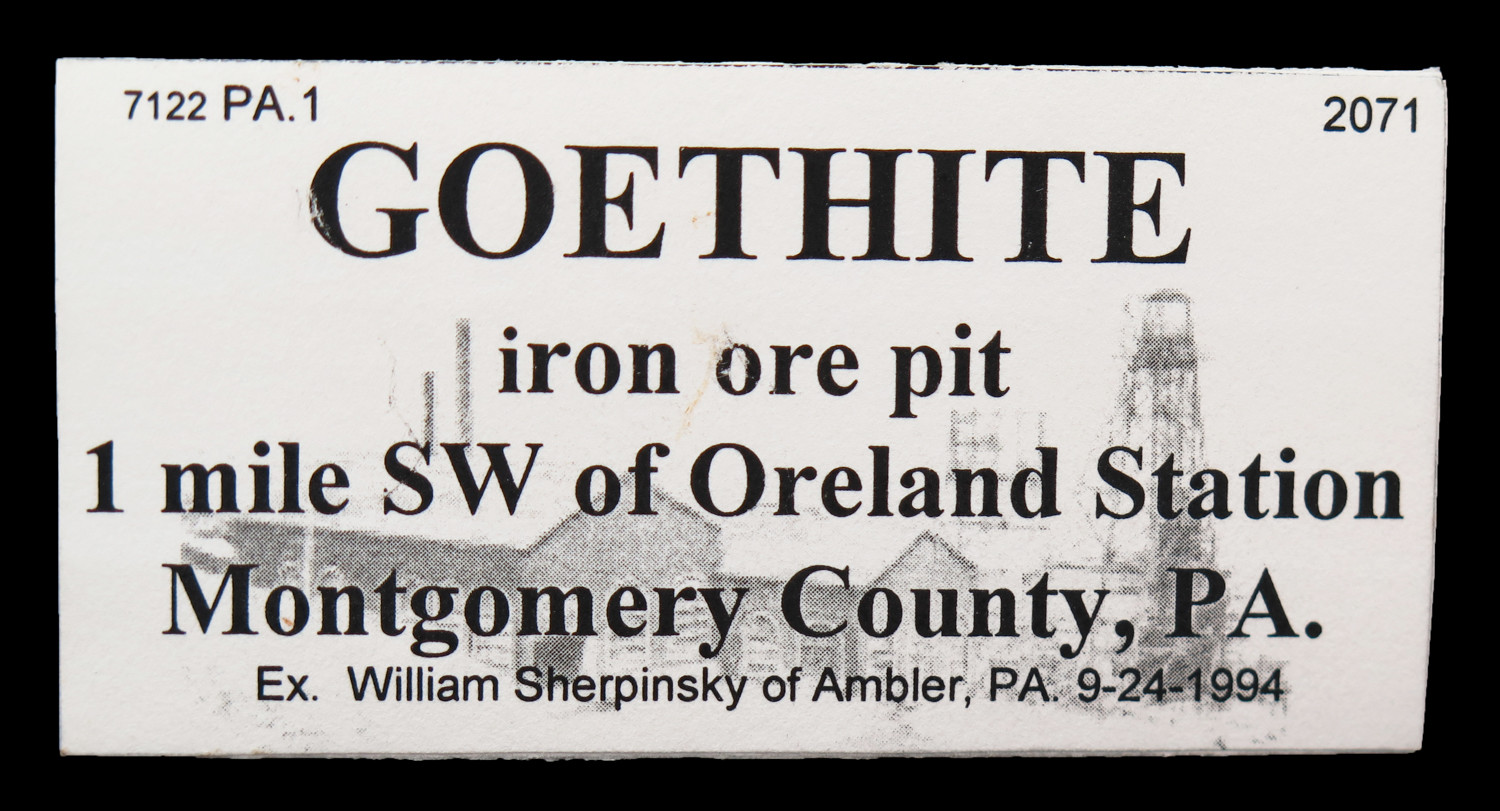 7122 PA.1 2071
GOETHITE
iron ore pit
1 mile SW of Oreland Station
Montgomery County, PA.
Ex. William Sherpinsky of Ambler, PA. 9-24-1994